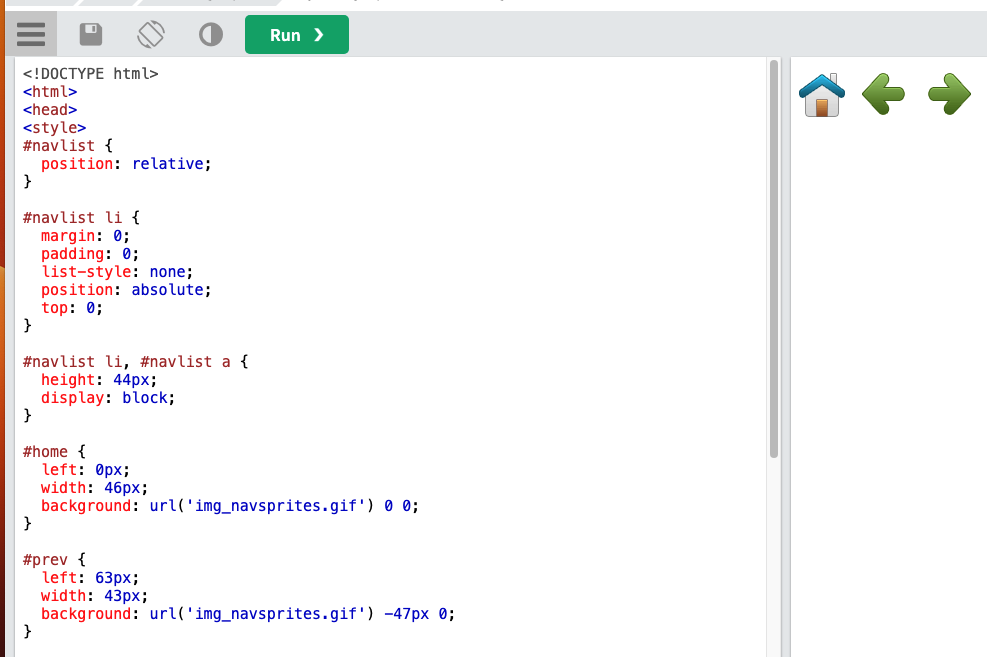 Run ❯
<!DOCTYPE html>
<html>
<head>
<style>
#navlist {
  position: relative;
}

#navlist li {
  margin: 0;
  padding: 0;
  list-style: none;
  position: absolute;
  top: 0;
}

#navlist li, #navlist a {
  height: 44px;
  display: block;
}

#home {
  left: 0px;
  width: 46px;
  background: url('img_navsprites.gif') 0 0;
}

#prev {
  left: 63px;
  width: 43px;
  background: url('img_navsprites.gif') -47px 0;
}